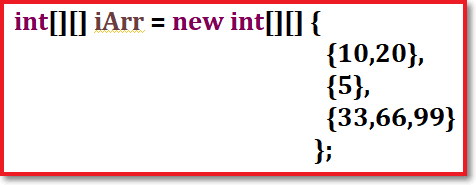 int[][] iArr = new int[][] {
{10,20},
{5},
{33,66,99}
};